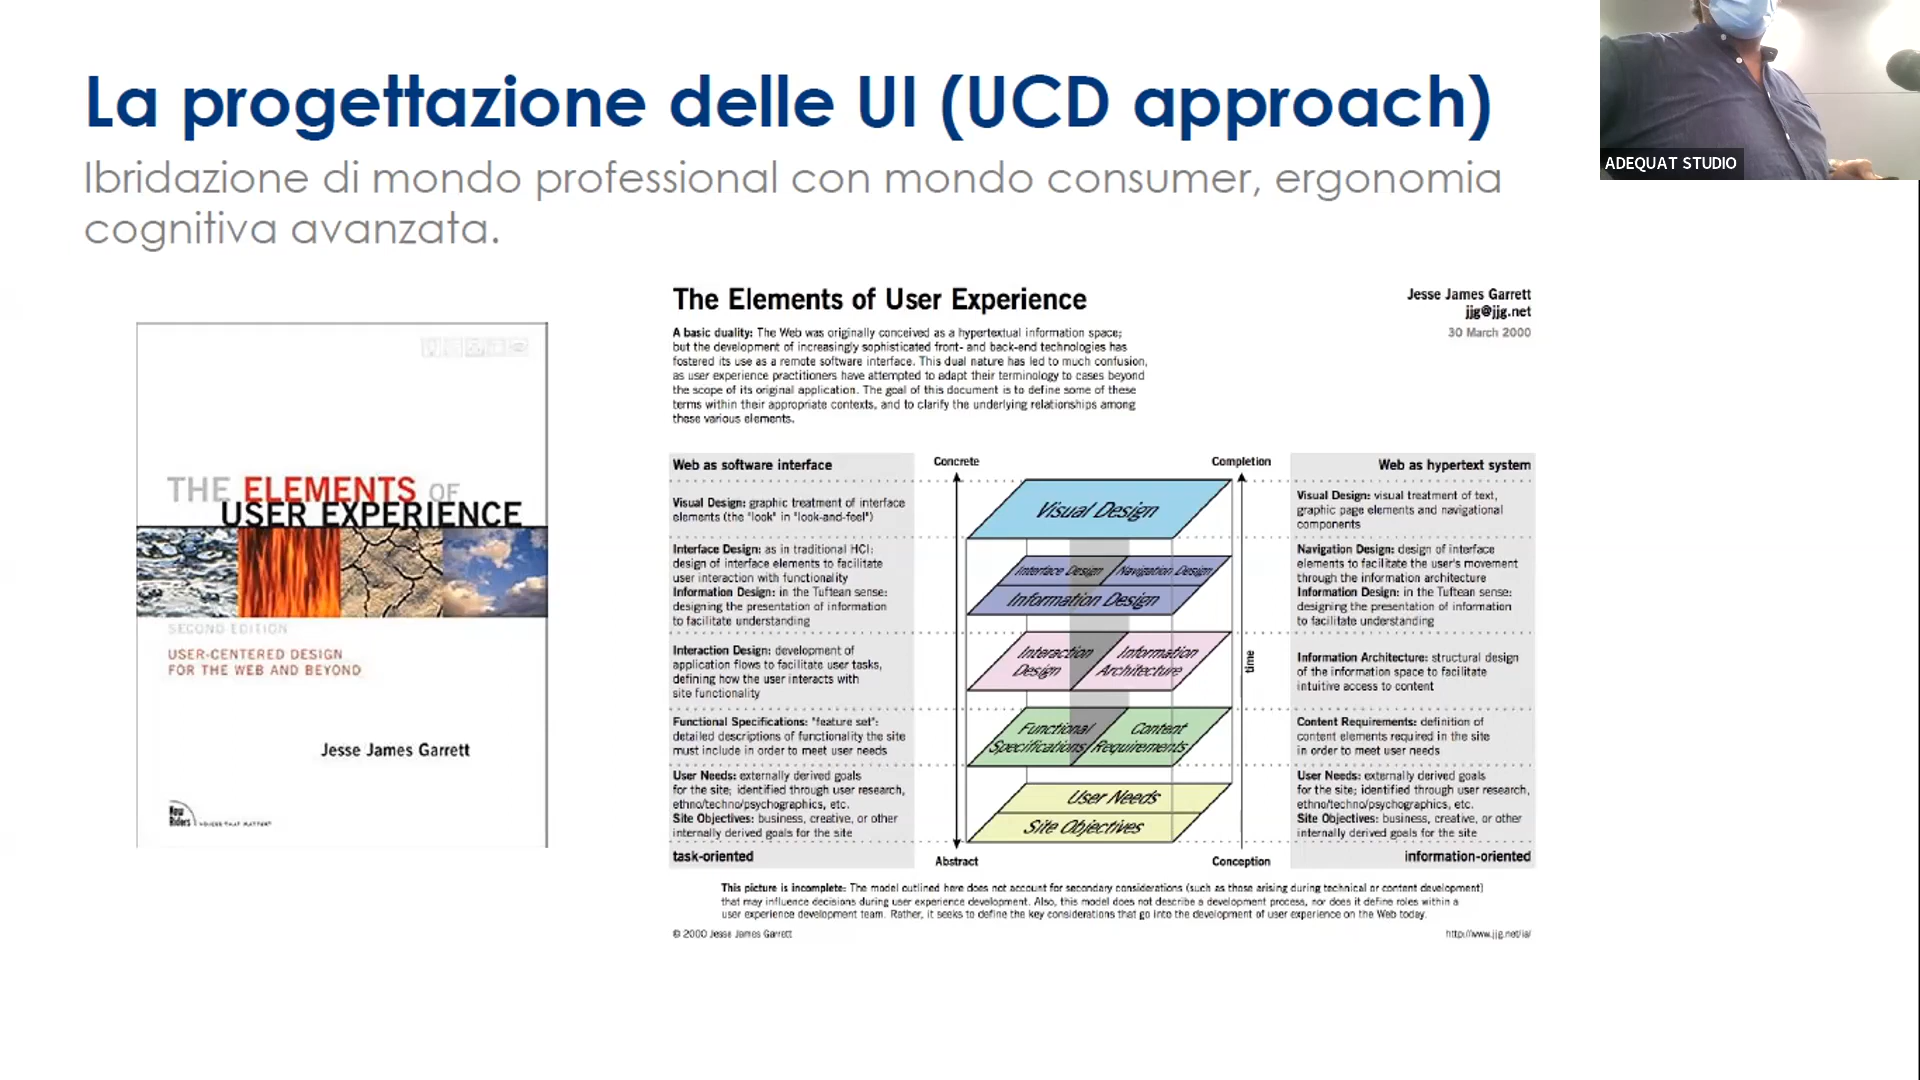 La progettazione delle UI (UCD approach)
Ibridazione di mondo professional con mondo consumer, ergonomia
cognitiva avanzata.
ADEQUAT STUDIO
THE ELEMENTS OF
USER EXPERIENCE
SECOND EDITION
USER-CENTERED DESIGN
FOR THE WEB AND BEYOND
Jesse James Garrett
New
Riders
VOICES THAT MATTER
The Elements of User Experience
Jesse James Garrett
jjg@jjg.net
30 March 2000
A basic duality: The Web was originally conceived as a hypertextual information space;
but the development of increasingly sophisticated front- and back-end technologies has
fostered its use as a remote software interface. This dual nature has led to much confusion,
as user experience practitioners have attempted to adapt their terminology to cases beyond
the scope of its original application. The goal of this document is to define some of these
terms within their appropriate contexts, and to clarify the underlying relationships among
these various elements.
Web as software interface
Visual Design: graphic treatment of interface
elements (the "look" in "look-and-feel")
Interface Design: as in traditional HCI:
design of interface elements to facilitate
user interaction with functionality
Information Design: in the Tuftean sense:
designing the presentation of information
to facilitate understanding
Interaction Design: development of
application flows to facilitate user tasks,
defining how the user interacts with
site functionality
Functional Specifications: "feature set":
detailed descriptions of functionality the site
must include in order to meet user needs
User Needs: externally derived goals
for the site; identified through user research,
ethno/techno/psychographics, etc.
Site Objectives: business, creative, or other
internally derived goals for the site
task-oriented
Concrete
Completion
Visual Design
Interface Design
Navigation Design
Information Design
Interaction
Design
Information
Architecture
time
Functional
Specifications
Content
Requirements
User Needs
Site Objectives
Abstract
Conception
Web as hypertext system
Visual Design: visual treatment of text,
graphic page elements and navigational
components
Navigation Design: design of interface
elements to facilitate the user's movement
through the information architecture
Information Design: in the Tuftean sense:
designing the presentation of information
to facilitate understanding
Information Architecture: structural design
of the information space to facilitate
intuitive access to content
Content Requirements: definition of
content elements required in the site
in order to meet user needs
User Needs: externally derived goals
for the site; identified through user research,
ethno/techno/psychographics, etc.
Site Objectives: business, creative, or other
internally derived goals for the site
information-oriented
This picture is incomplete: The model outlined here does not account for secondary considerations (such as those arising during technical or content development)
that may influence decisions during user experience development. Also, this model does not describe a development process, nor does it define roles within a
user experience development team. Rather, it seeks to define the key considerations that go into the development of user experience on the Web today.
© 2000 Jesse James Garrett
http://www.jjg.net/ia/